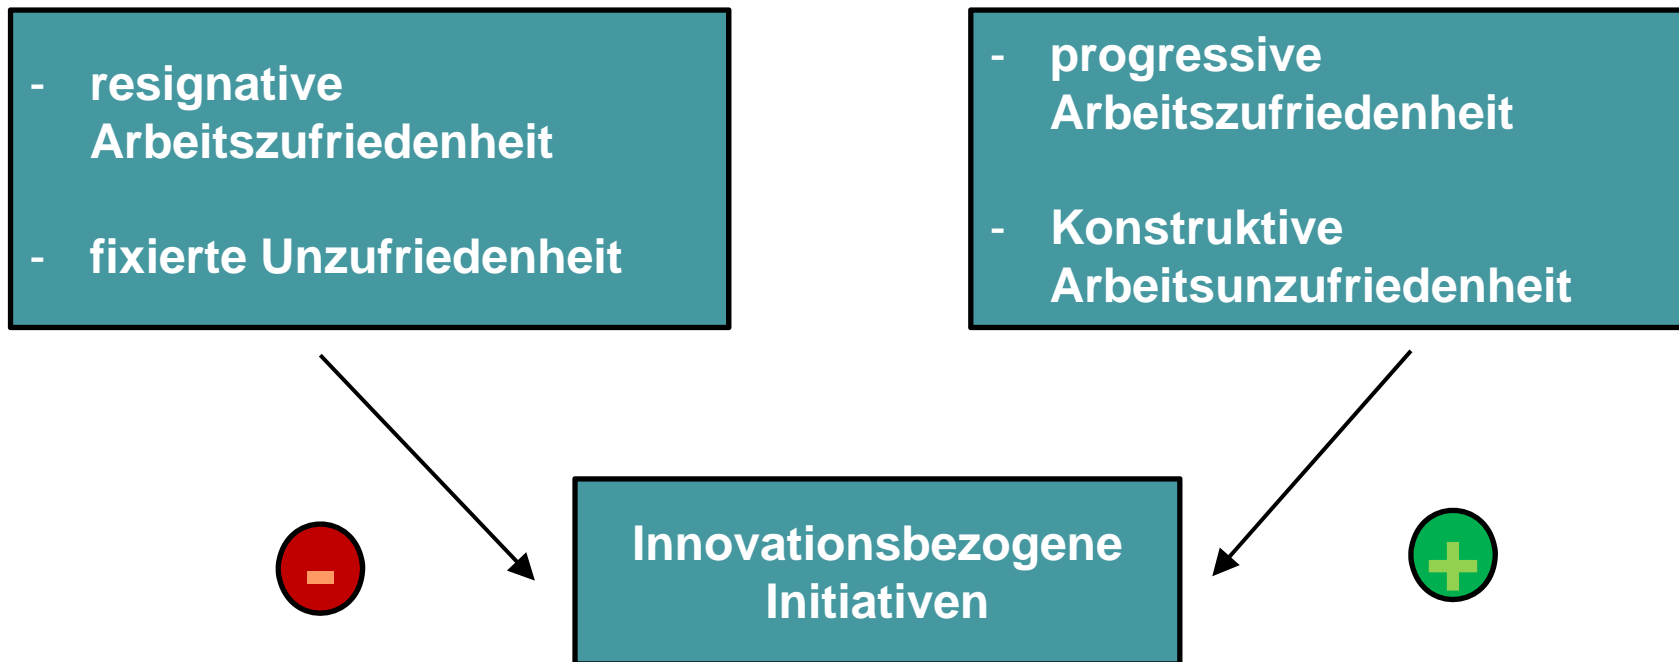 - resignative
Arbeitszufriedenheit
- fixierte Unzufriedenheit
- progressive
Arbeitszufriedenheit
- Konstruktive
Arbeitsunzufriedenheit
Innovationsbezogene
Initiativen
-
+